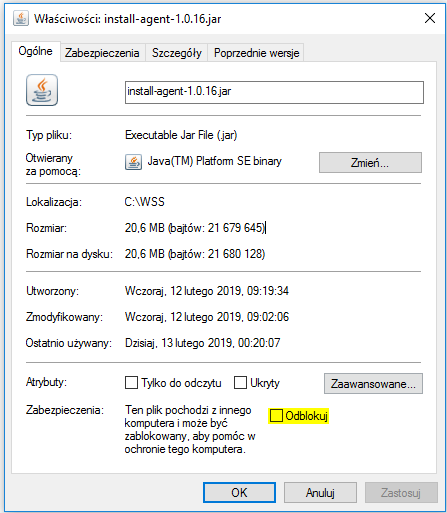 Właściwości: install-agent-1.0.16.jar
Ogólne Zabezpieczenia Szczegóły Poprzednie wersje
install-agent-1.0.16.jar
Typ pliku: Executable Jar File (.jar)
Otwierany za pomocą: Java(TM) Platform SE binary Zmień...
Lokalizacja: C:\WSS
Rozmiar: 20,6 MB (bajtów: 21 679 645)
Rozmiar na dysku: 20,6 MB (bajtów: 21 680 128)
Utworzony: Wczoraj, 12 lutego 2019, 09:19:34
Zmodyfikowany: Wczoraj, 12 lutego 2019, 09:02:06
Ostatnio używany: Dzisiaj, 13 lutego 2019, 00:20:07
Atrybuty: Tylko do odczytu Ukryty Zaawansowane...
Zabezpieczenia: Ten plik pochodzi z innego Odblokuj
komputera i może być
zablokowany, aby pomóc w
ochronie tego komputera.
OK Anuluj Zastosuj